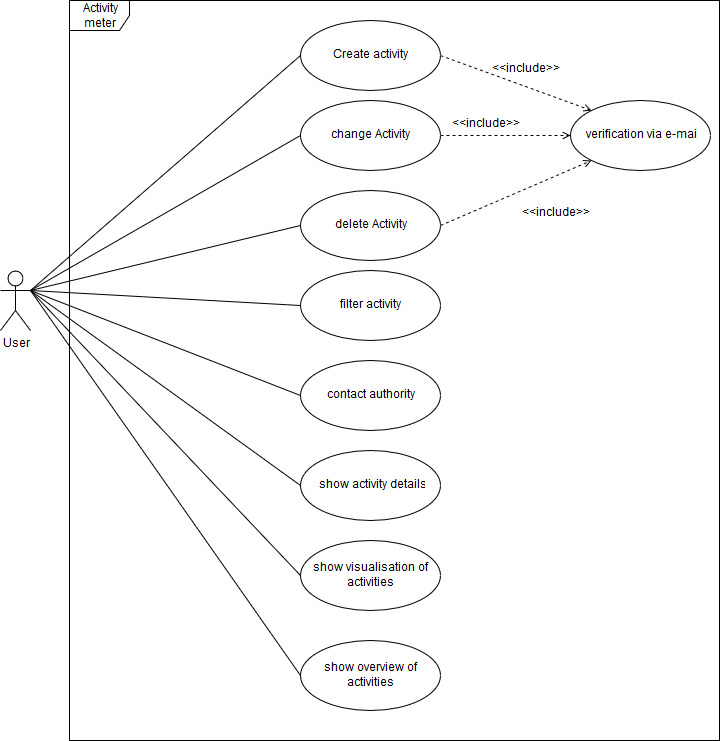 Activity
meter
Create activity
<<include>>
change Activity
<<include>>
verification via e-mai
delete Activity
<<include>>
filter activity
User
contact authority
show activity details
show visualisation of
activities
show overview of
activities